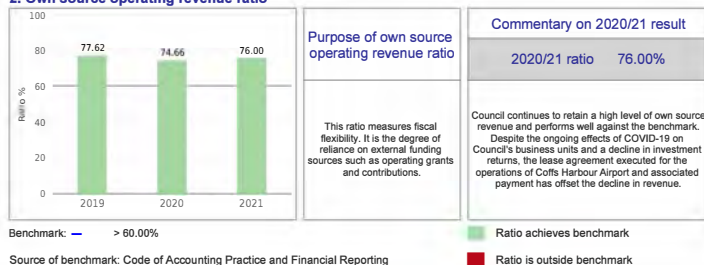 2. Own source operating revenue ratio
100
80
60
40
20
0
Ratio %
77.62
74.66
76.00
2019
2020
2021
Purpose of own source
operating revenue ratio
This ratio measures fiscal
flexibility. It is the degree of
reliance on external funding
sources such as operating grants
and contributions.
Commentary on 2020/21 result
2020/21 ratio 76.00%
Council continues to retain a high level of own source
revenue and performs well against the benchmark.
Despite the ongoing effects of COVID-19 on
Council's business units and a decline in investment
returns, the lease agreement executed for the
operations of Coffs Harbour Airport and associated
payment has offset the decline in revenue.
Benchmark: > 60.00%
Ratio achieves benchmark
Source of benchmark: Code of Accounting Practice and Financial Reporting
Ratio is outside benchmark